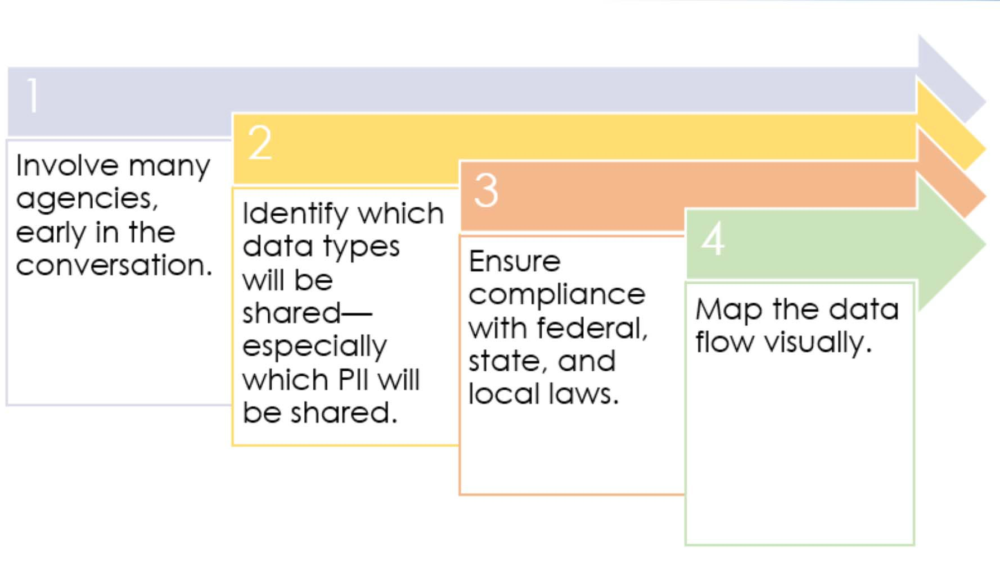 1
Involve many
agencies,
early in the
conversation.
2
Identify which
data types
will be
shared—
especially
which PII will
be shared.
3
Ensure
compliance
with federal,
state, and
local laws.
4
Map the data
flow visually.